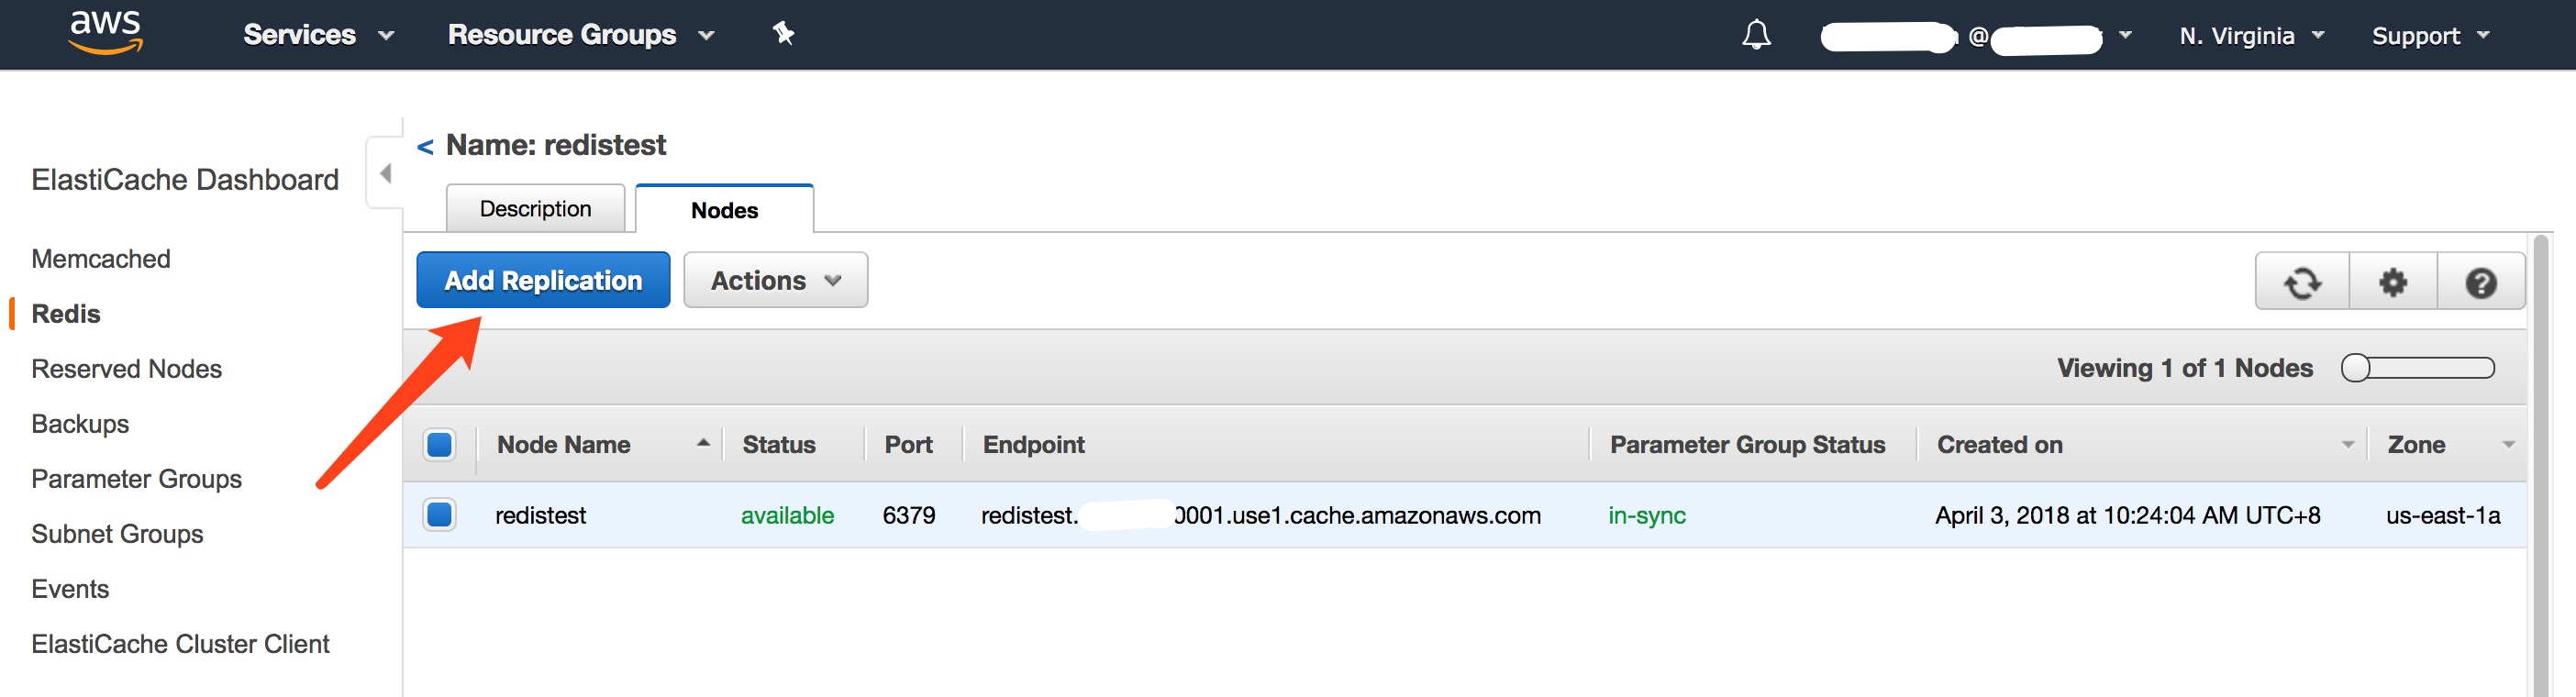 aws Services Resource Groups @ N. Virginia Support
< Name: redistest
ElastiCache Dashboard
Description Nodes
Memcached
Redis
Reserved Nodes
Backups
Parameter Groups
Subnet Groups
Events
ElastiCache Cluster Client
Add Replication Actions
Viewing 1 of 1 Nodes
Node Name Status Port Endpoint Parameter Group Status Created on Zone
redistest available 6379 redistest. 0001.use1.cache.amazonaws.com in-sync April 3, 2018 at 10:24:04 AM UTC+8 us-east-1a